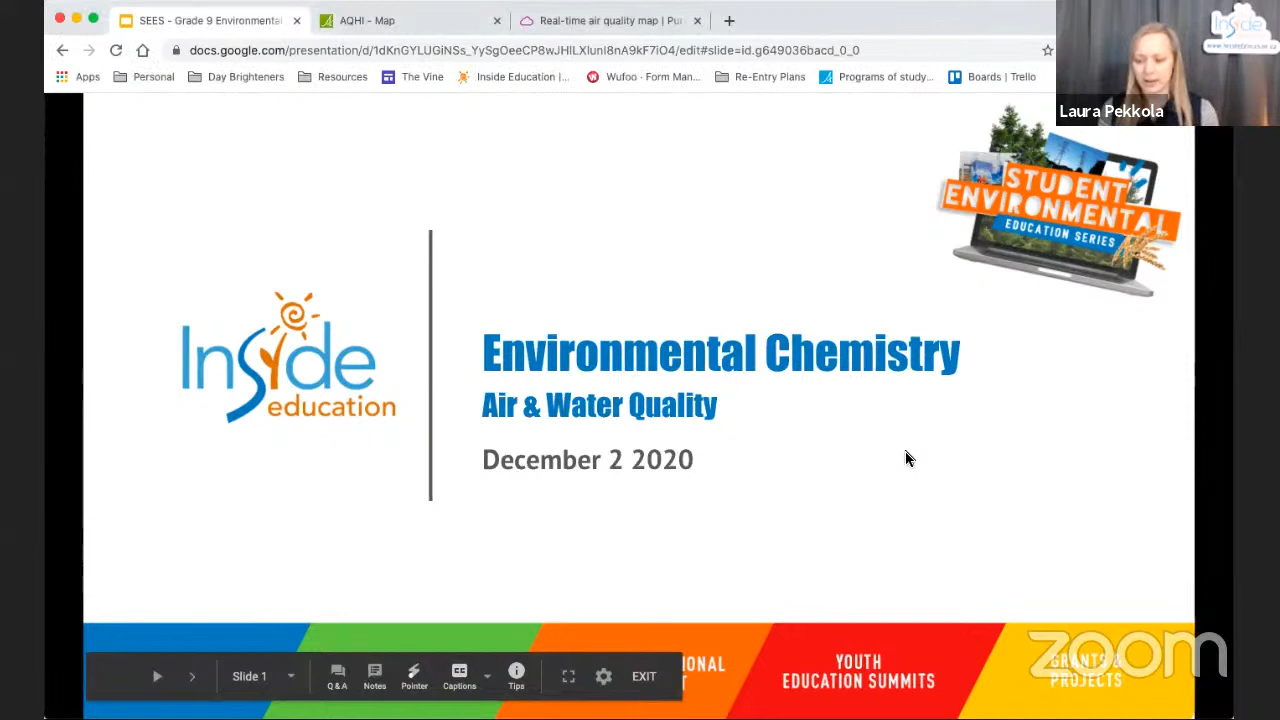 SEES - Grade 9 Environmental
AQHI - Map
Real-time air quality map | Pur
docs.google.com/presentation/d/1dKnGYLUGiNSs_YySgOeeCP8wJHlLXlunI8nA9kF7iO4/edit#slide=id.g649036bacd_0_0
Apps
Personal
Day Brighteners
Resources
The Vine
Inside Education |...
Wufoo - Form Man...
Re-Entry Plans
Programs of study...
Boards | Trello
Inside
Laura Pekkola
STUDENT
ENVIRONMENTAL
EDUCATION SERIES
Inside
education
Environmental Chemistry
Air & Water Quality
December 2 2020
Slide 1
Q & A
Notes
Pointer
Captions
Tips
EXIT
IONAL
T
YOUTH
EDUCATION SUMMITS
GRANTS &
PROJECTS
zoom